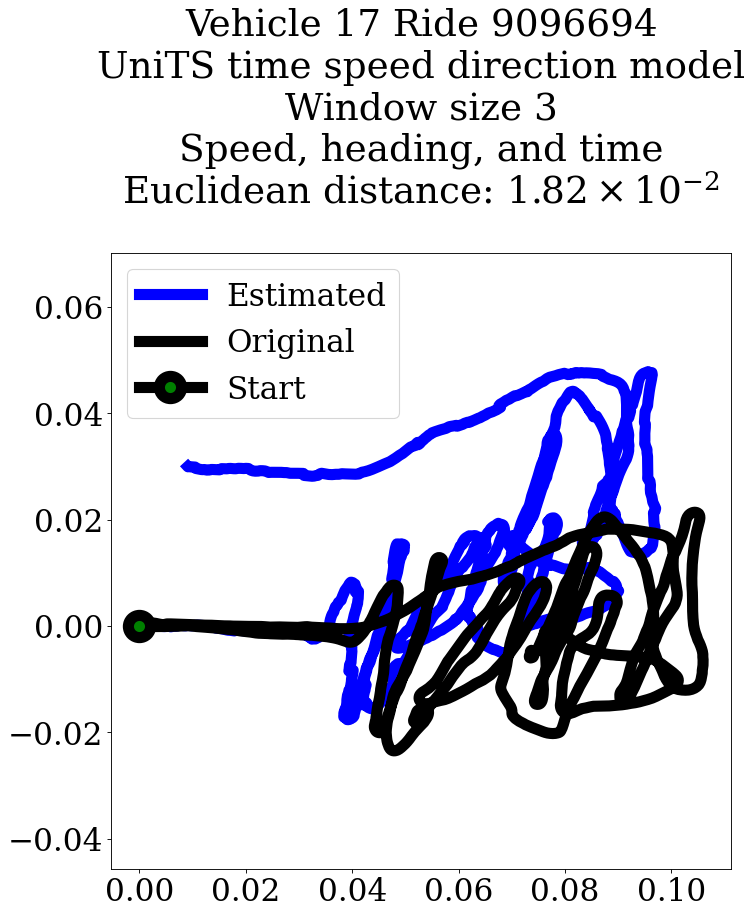 Vehicle 17 Ride 9096694
UniTS time speed direction model
Window size 3
Speed, heading, and time
Euclidean distance: $1.82 \times 10^{-2}$
Estimated
Original
Start
0.06
0.04
0.02
0.00
−0.02
−0.04
0.00 0.02 0.04 0.06 0.08 0.10